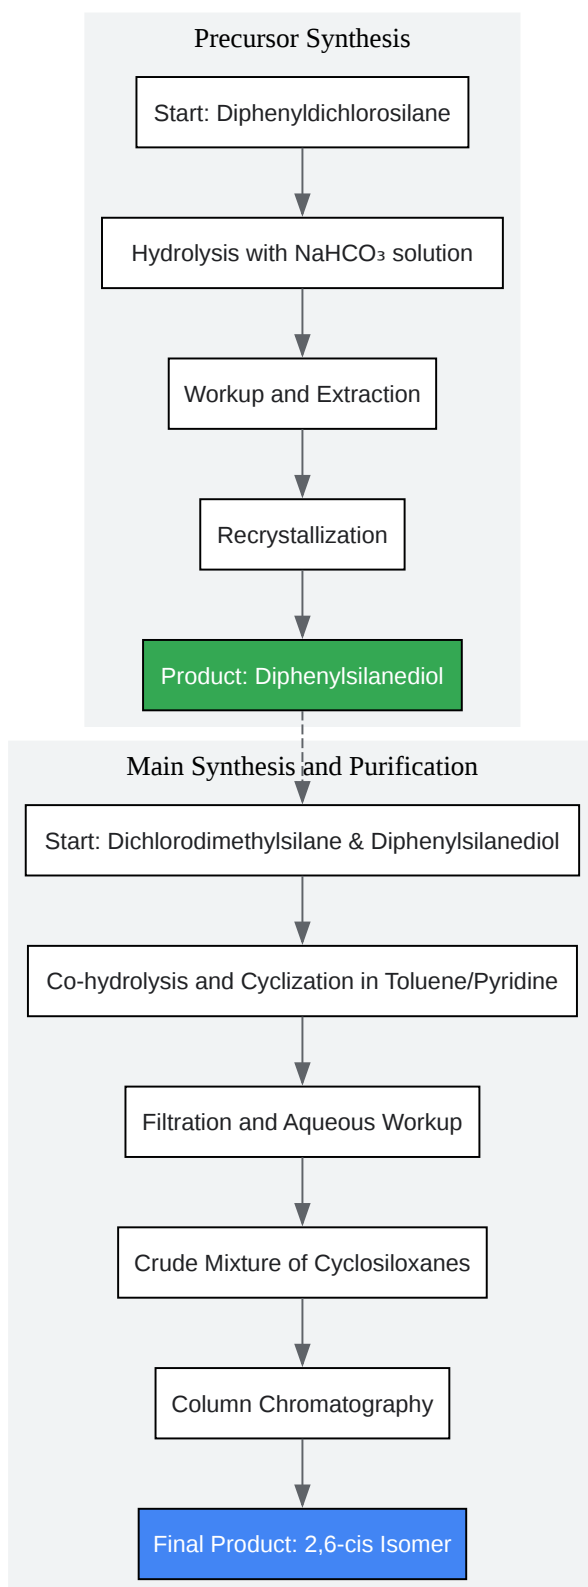 Precursor Synthesis
Start: Diphenyldichlorosilane
Hydrolysis with NaHCO₃ solution
Workup and Extraction
Recrystallization
Product: Diphenylsilanediol
Main Synthesis and Purification
Start: Dichlorodimethylsilane & Diphenylsilanediol
Co-hydrolysis and Cyclization in Toluene/Pyridine
Filtration and Aqueous Workup
Crude Mixture of Cyclosiloxanes
Column Chromatography
Final Product: 2,6-cis Isomer